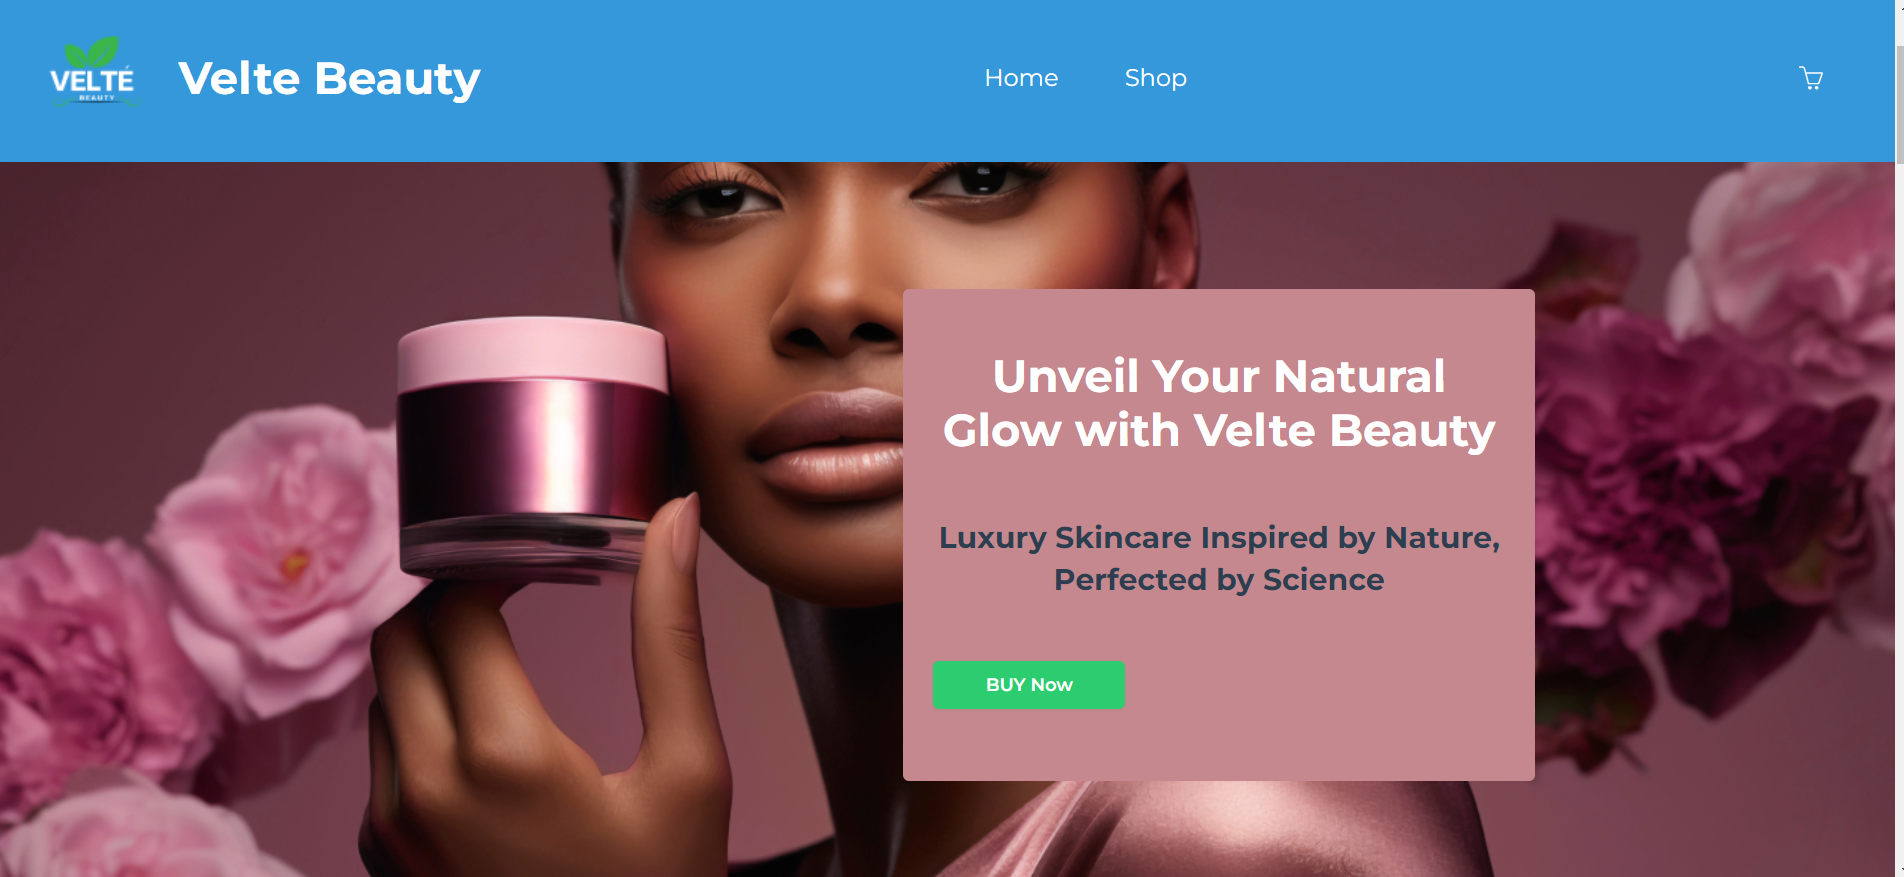 VELTÉ
BEAUTY
Velte Beauty
Home
Shop
Unveil Your Natural
Glow with Velte Beauty
Luxury Skincare Inspired by Nature,
Perfected by Science
BUY Now